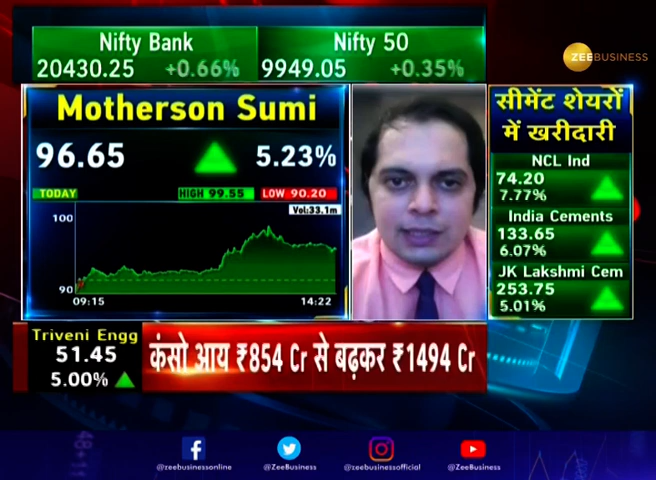 Nifty Bank
20430.25 +0.66%
Nifty 50
9949.05 +0.35%
ZEEBUSINESS
Motherson Sumi
96.65 5.23%
TODAY HIGH 99.55 LOW 90.20
Vol:33.1m
100
90
09:15 14:22
सीमेंट शेयरों
में खरीदारी
NCL Ind
74.20
7.77%
India Cements
133.65
6.07%
JK Lakshmi Cem
253.75
5.01%
Triveni Engg
51.45
5.00%
कंसो आय ₹854 Cr से बढ़कर ₹1494 Cr
@zeebusinessonline
@ZeeBusiness
@zeebusinessofficial
@ZeeBusiness